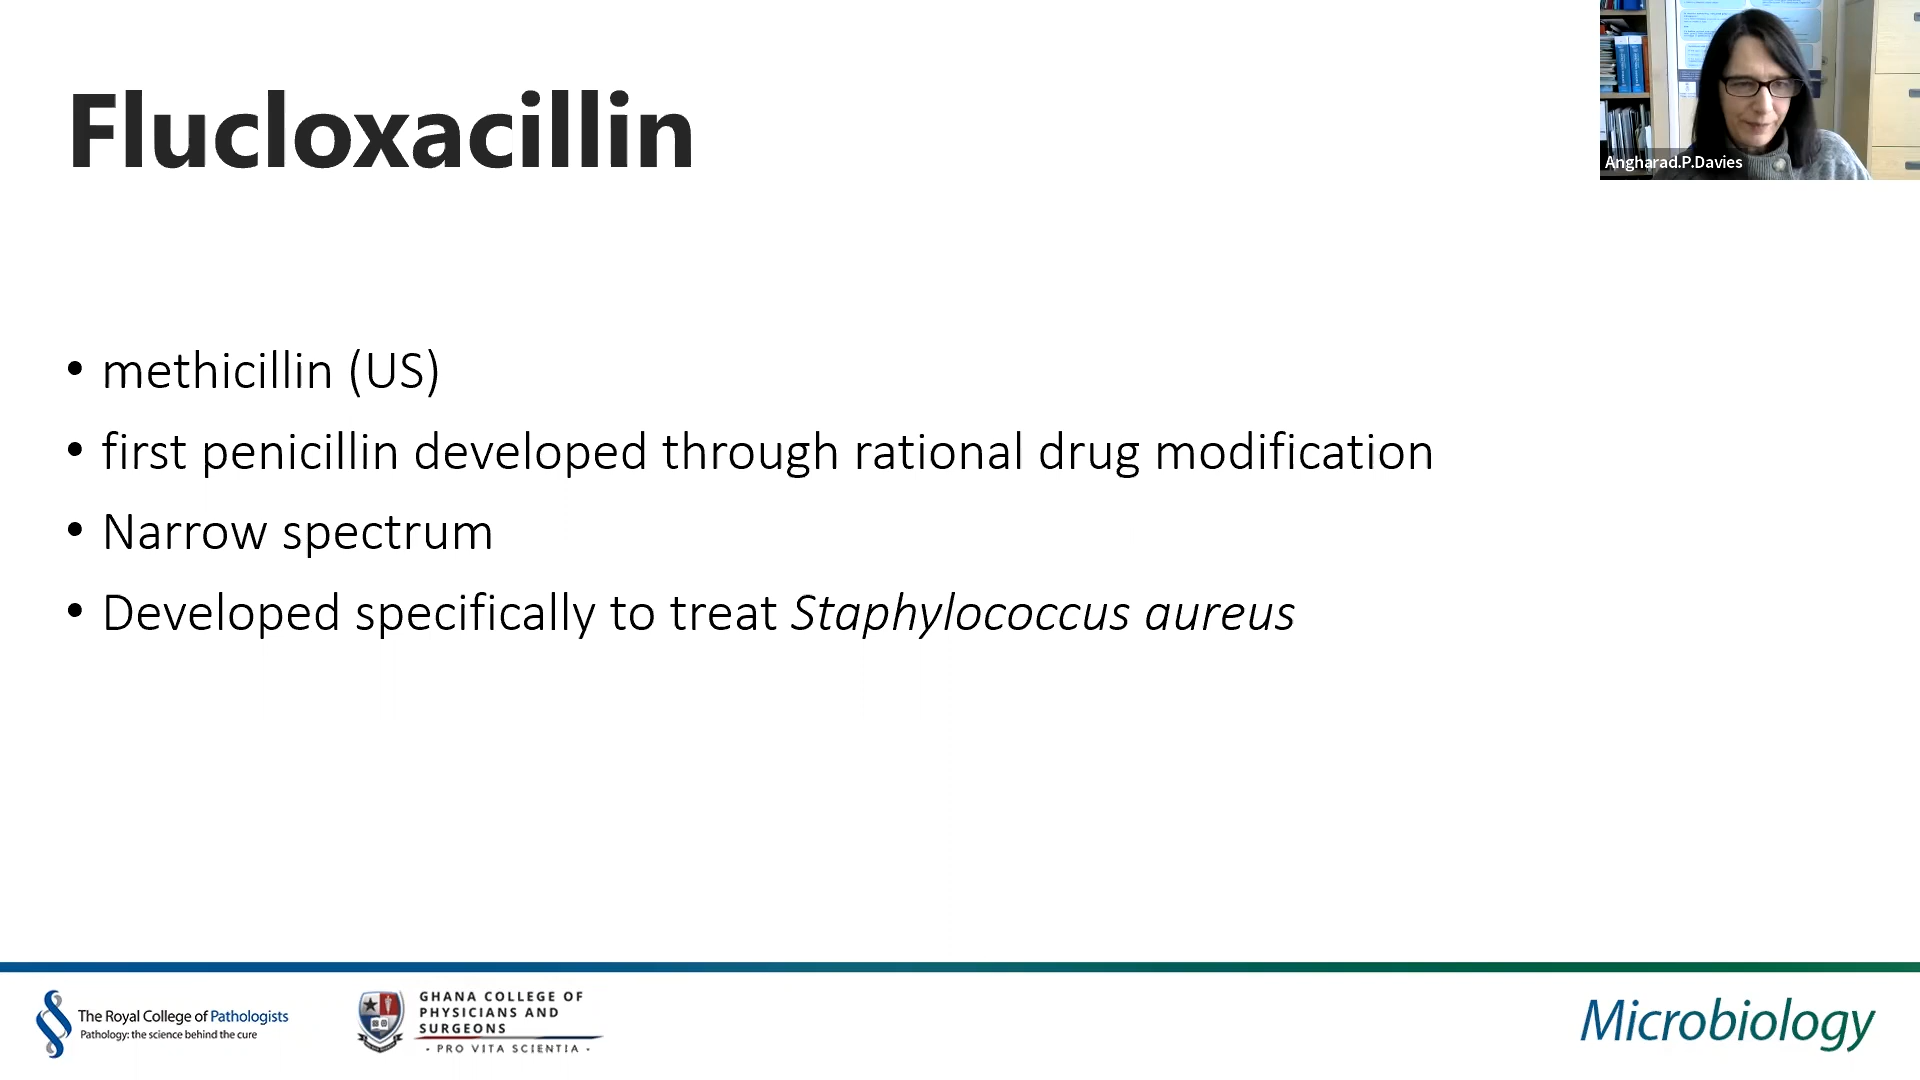 Flucloxacillin
Angharad.P.Davies
• methicillin (US)
• first penicillin developed through rational drug modification
• Narrow spectrum
• Developed specifically to treat Staphylococcus aureus
The Royal College of Pathologists
Pathology: the science behind the cure
GHANA COLLEGE OF
PHYSICIANS AND
SURGEONS
- PRO VITA SCIENTIA -
Microbiology